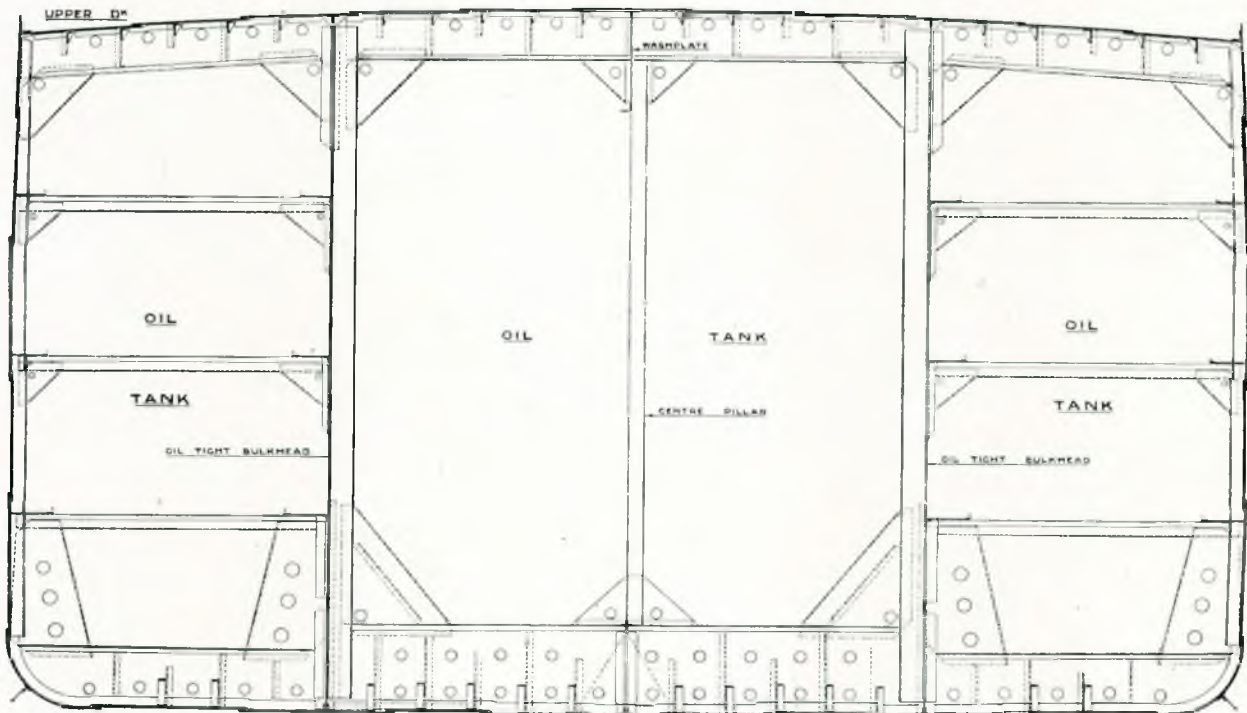 UPPER DK
WASHPLATE
OIL
OIL
TANK
OIL
TANK
CENTRE PILLAR
TANK
OIL TIGHT BULKHEAD
OIL TIGHT BULKHEAD